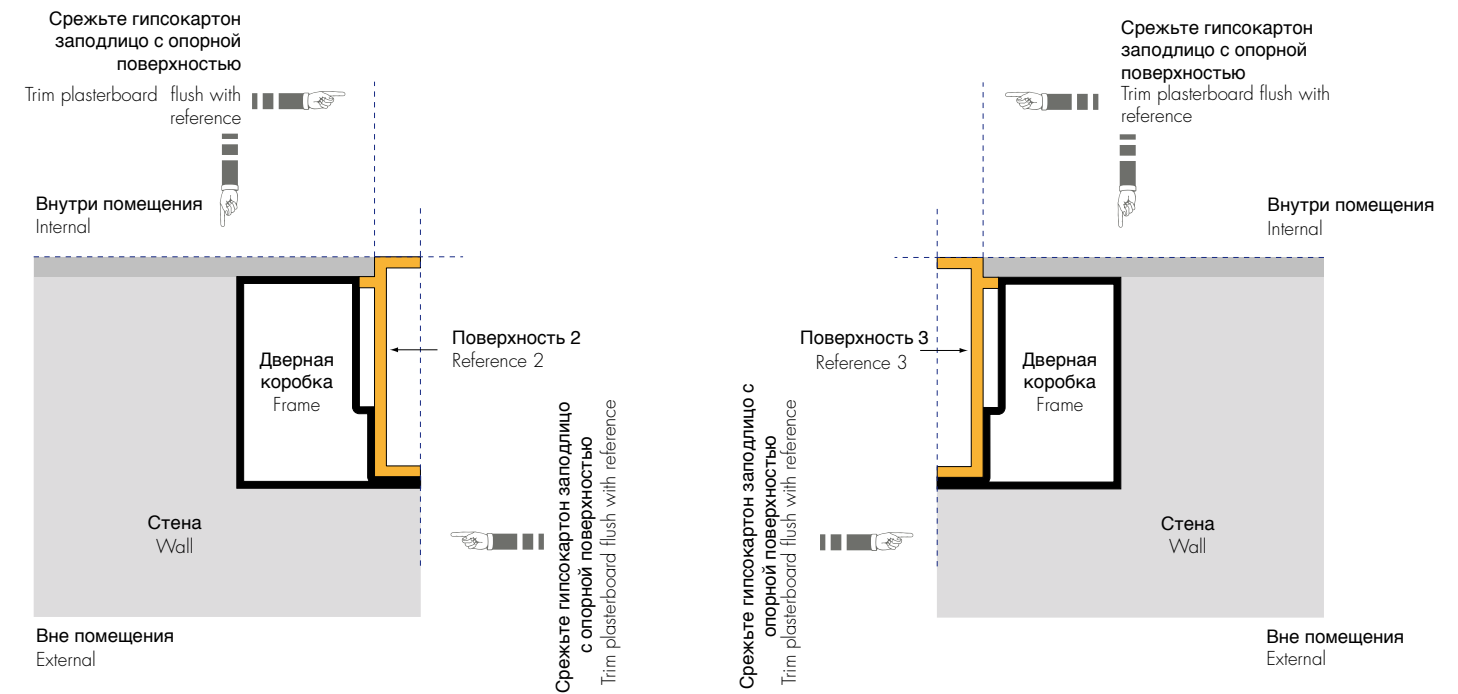 Срежьте гипсокартон
заподлицо с опорной
поверхностью
Trim plasterboard flush with
reference
Внутри помещения
Internal
Дверная
коробка
Frame
Поверхность 2
Reference 2
Срежьте гипсокартон заподлицо
с опорной поверхностью
Trim plasterboard flush with reference
Стена
Wall
Вне помещения
External
Срежьте гипсокартон
заподлицо с опорной
поверхностью
Trim plasterboard flush with
reference
Внутри помещения
Internal
Поверхность 3
Reference 3
Дверная
коробка
Frame
Срежьте гипсокартон заподлицо с
опорной поверхностью
Trim plasterboard flush with reference
Стена
Wall
Вне помещения
External